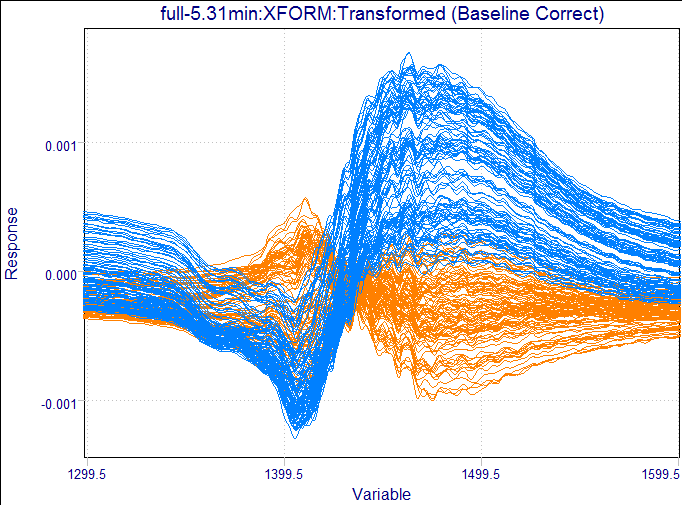 full-5.31min:XFORM:Transformed (Baseline Correct)
0.001
0.000
-0.001
Response
1299.5
1399.5
1499.5
1599.5
Variable